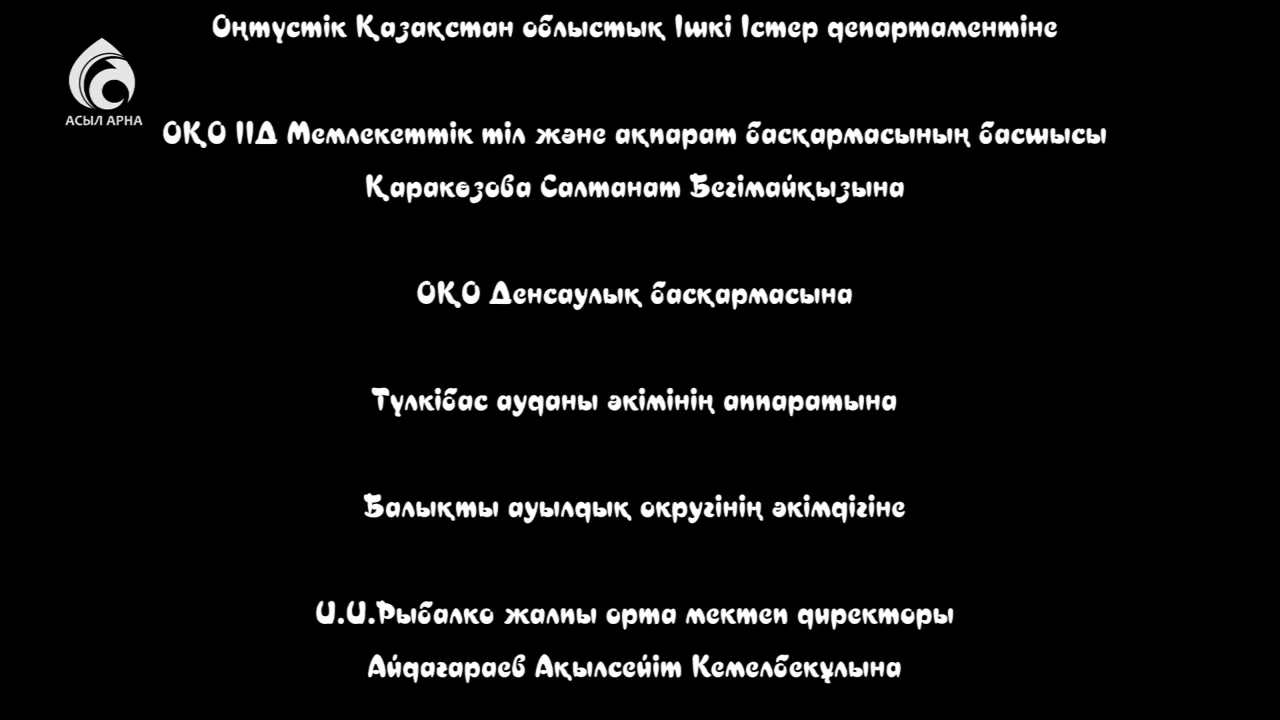 Оңтүстік Қазақстан облыстық Ішкі Істер департаментіне
АСЫЛ АРНА
ОҚО ІІД Мемлекеттік тіл және ақпарат басқармасының басшысы
Қаракөзова Салтанат Бегімайқызына
ОҚО Денсаулық басқармасына
Түлкібас ауданы әкімінің аппаратына
Балықты ауылдық округінің әкімдігіне
И.И.Рыбалко жалпы орта мектеп директоры
Айдағараев Ақылсейіт Кемелбекұлына